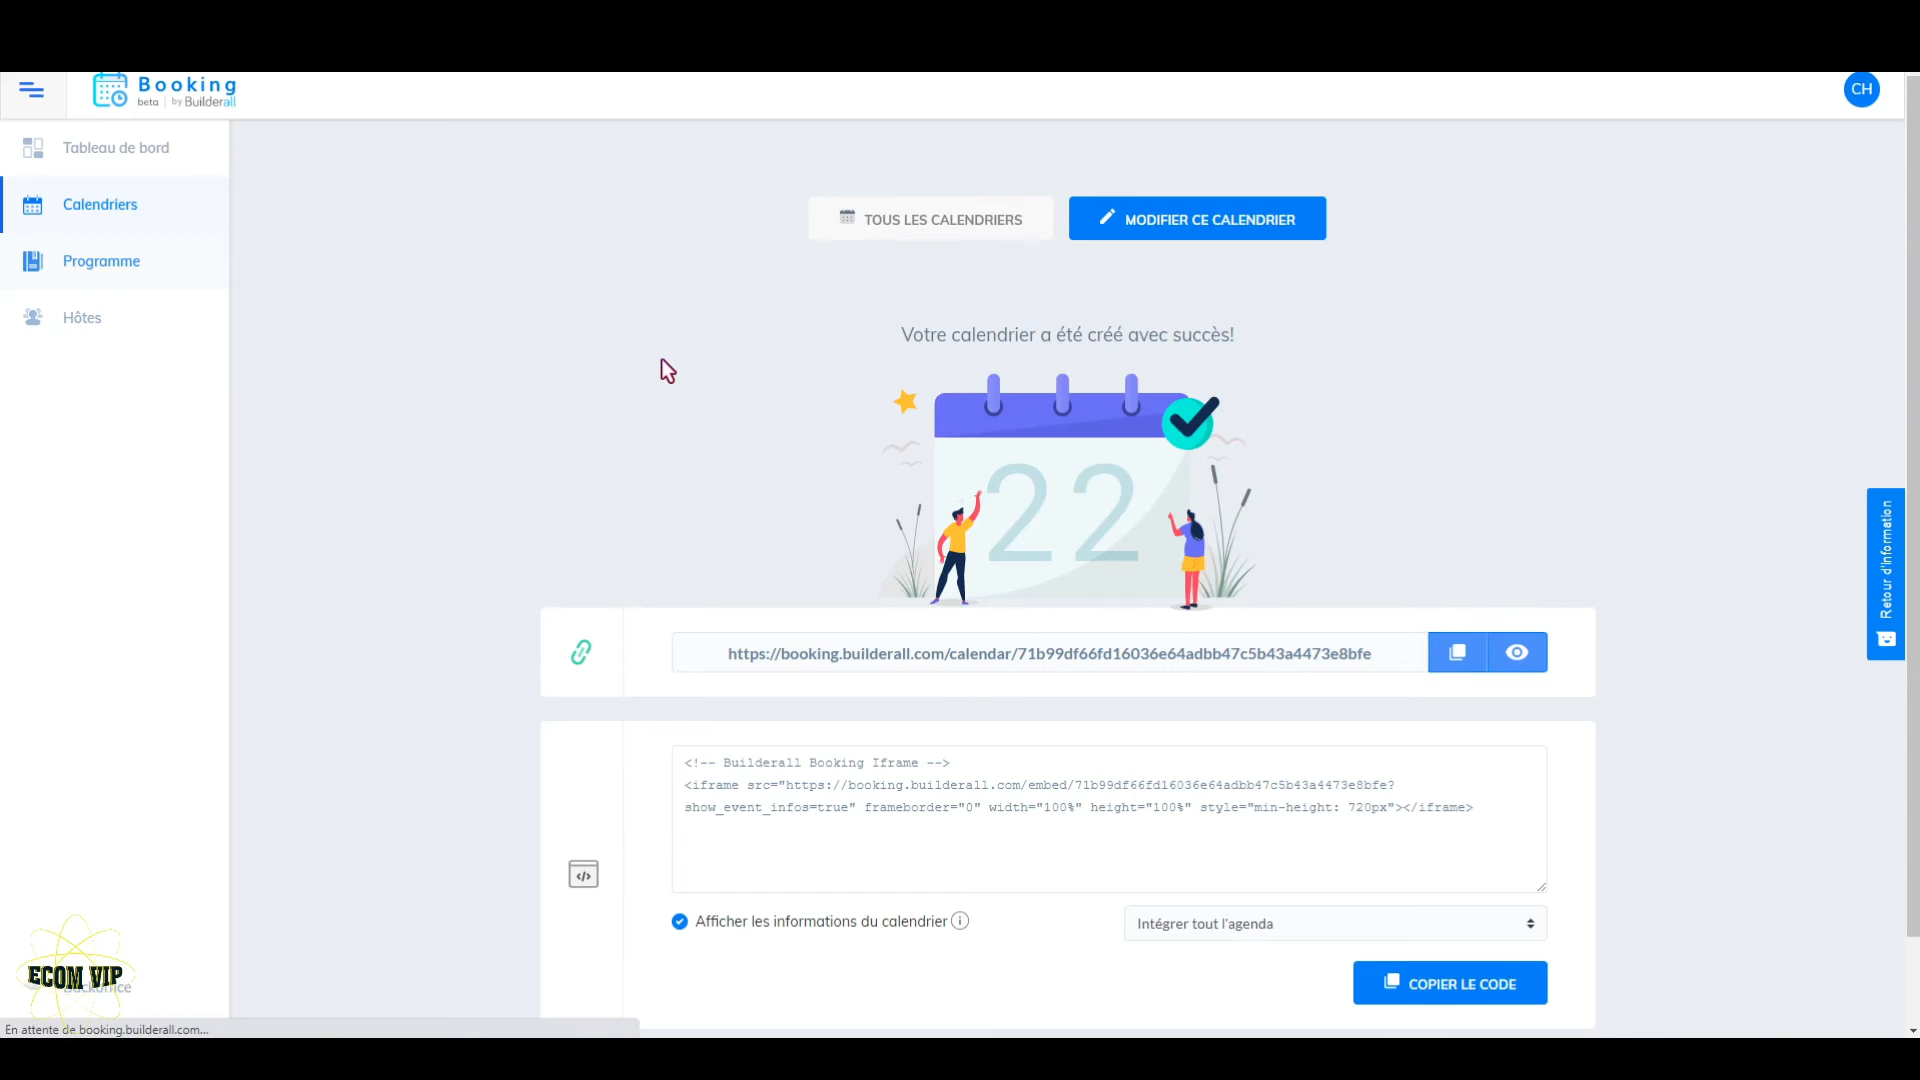 Booking
beta | by Builderall
CH
Tableau de bord
Calendriers
Programme
Hôtes
TOUS LES CALENDRIERS
MODIFIER CE CALENDRIER
Votre calendrier a été créé avec succès!
22
Retour d'information
https://booking.builderall.com/calendar/71b99df66fd16036e64adbb47c5b43a4473e8bfe
<!-- Builderall Booking Iframe -->
<iframe src="https://booking.builderall.com/embed/71b99df66fd16036e64adbb47c5b43a4473e8bfe?
show_event_infos=true" frameborder="0" width="100%" height="100%" style="min-height: 720px"></iframe>
Afficher les informations du calendrier
Intégrer tout l'agenda
COPIER LE CODE
ECOM VIP
Backoffice
En attente de booking.builderall.com...